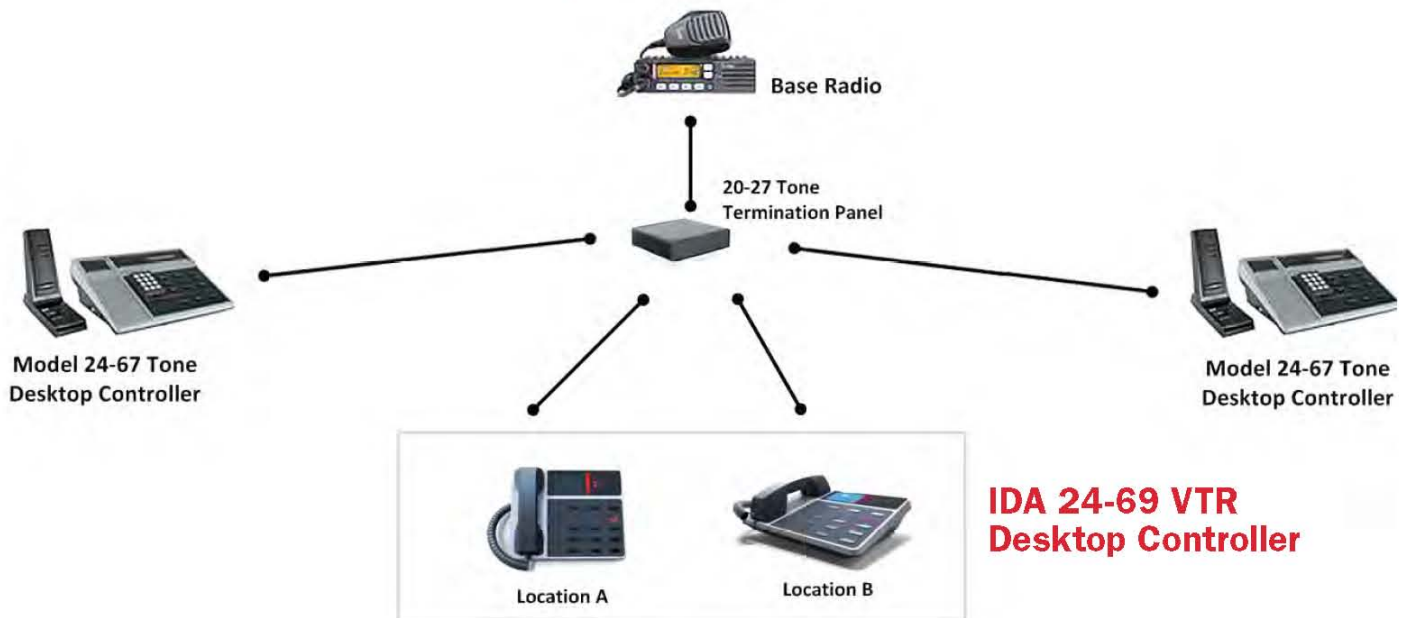 Base Radio
20-27 Tone
Termination Panel
Model 24-67 Tone
Desktop Controller
Model 24-67 Tone
Desktop Controller
IDA 24-69 VTR
Desktop Controller
Location A
Location B